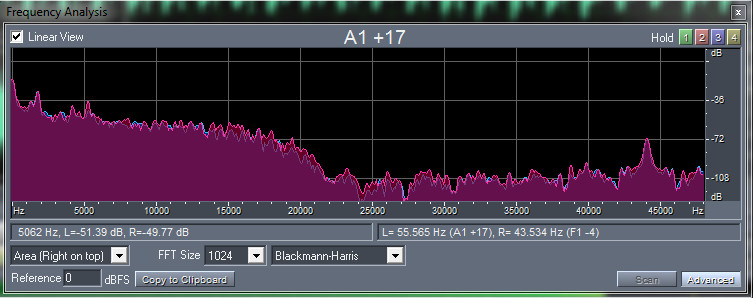 Frequency Analysis x
Linear View A1 +17 Hold 1 2 3 4
dB
-36
-72
-108
dB
Hz 5000 10000 15000 20000 25000 30000 35000 40000 45000 Hz
5062 Hz, L=-51.39 dB, R=-49.77 dB L= 55.565 Hz (A1 +17), R= 43.534 Hz (F1 -4)
Area (Right on top) FFT Size 1024 Blackmann-Harris
Reference 0 dBFS Copy to Clipboard Scan Advanced